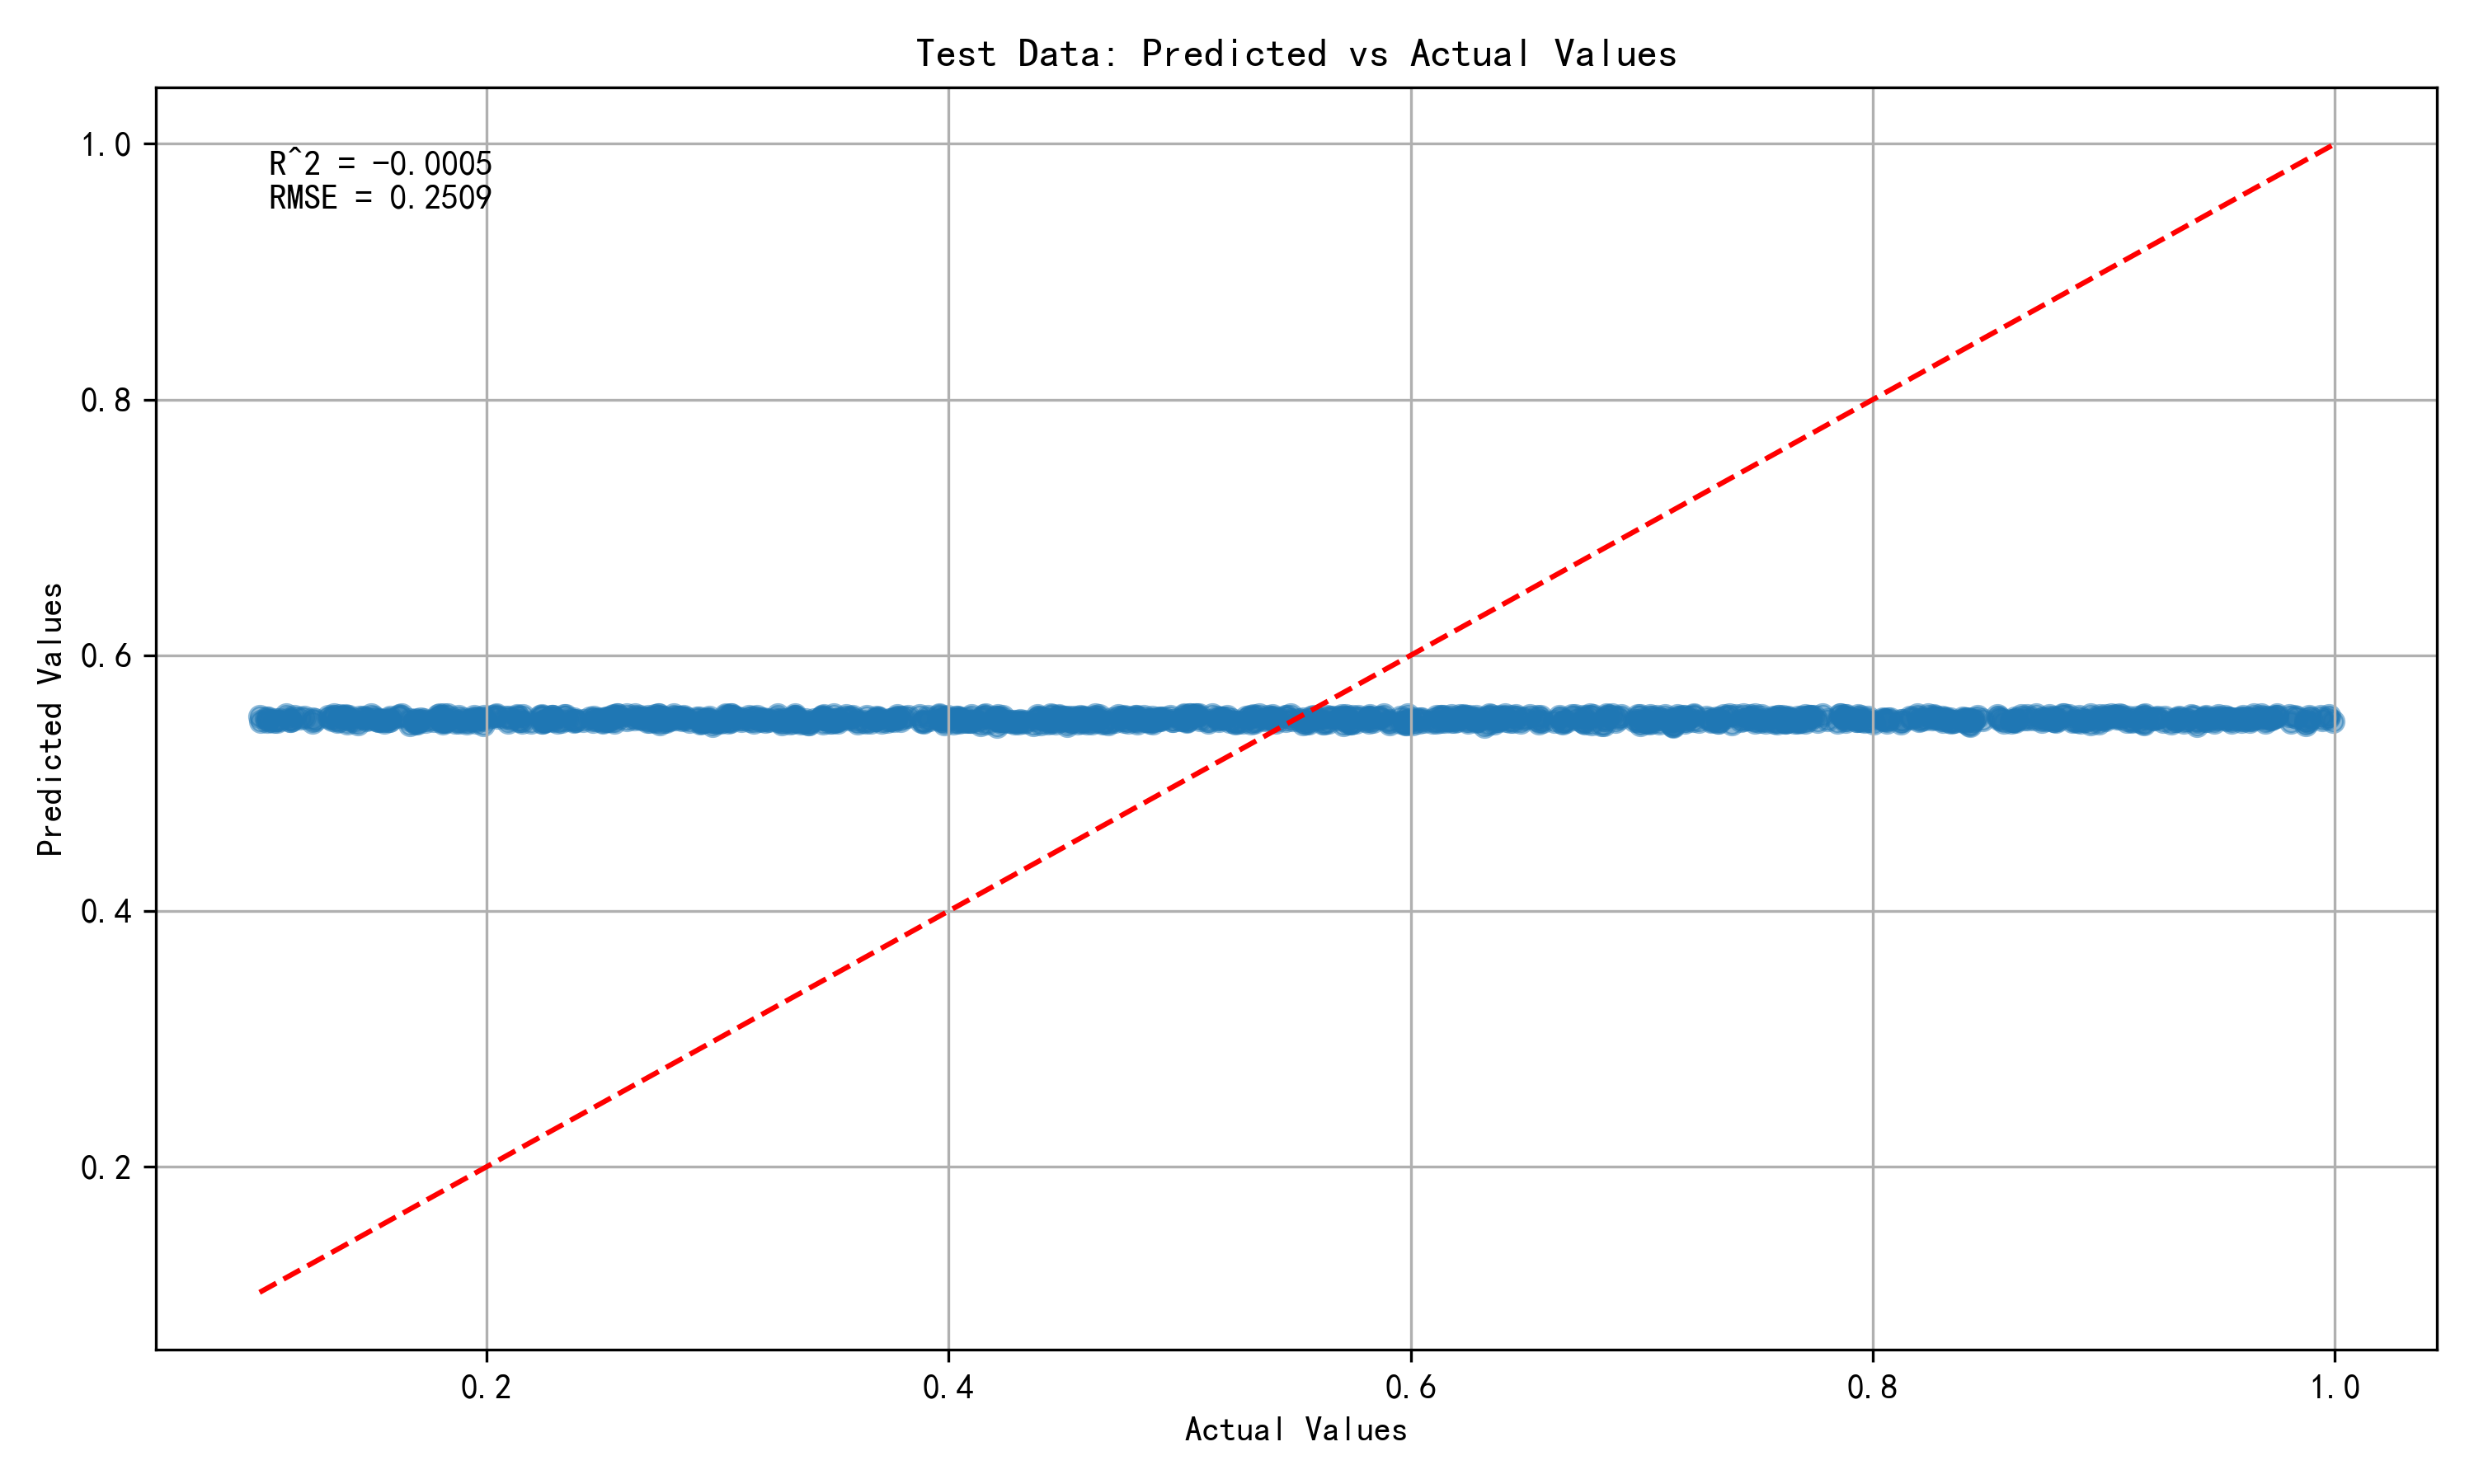 Test Data: Predicted vs Actual Values
1.0
R^2 = -0.0005
RMSE = 0.2509
0.8
0.6
0.4
0.2
Predicted Values
0.2 0.4 0.6 0.8 1.0
Actual Values